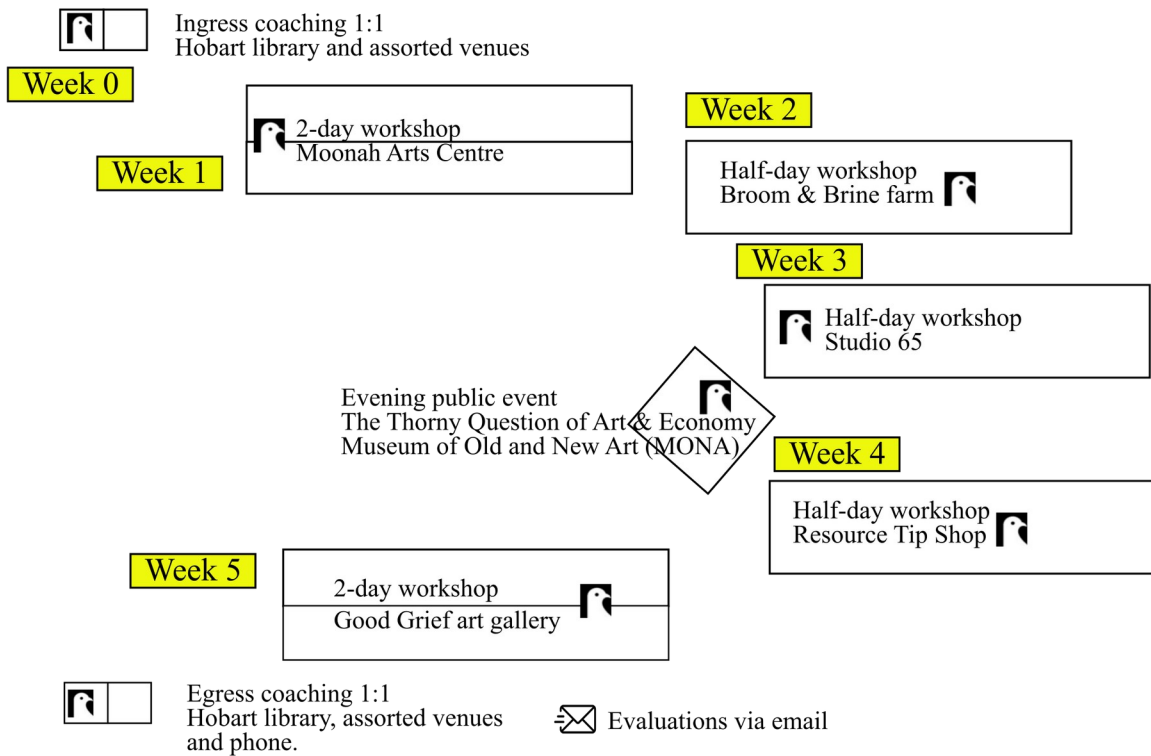 Ingress coaching 1:1
Hobart library and assorted venues
Week 0
2-day workshop
Moonah Arts Centre
Week 1
Week 2
Half-day workshop
Broom & Brine farm
Week 3
Half-day workshop
Studio 65
Evening public event
The Thorny Question of Art & Economy
Museum of Old and New Art (MONA)
Week 4
Half-day workshop
Resource Tip Shop
Week 5
2-day workshop
Good Grief art gallery
Egress coaching 1:1
Hobart library, assorted venues
and phone.
Evaluations via email